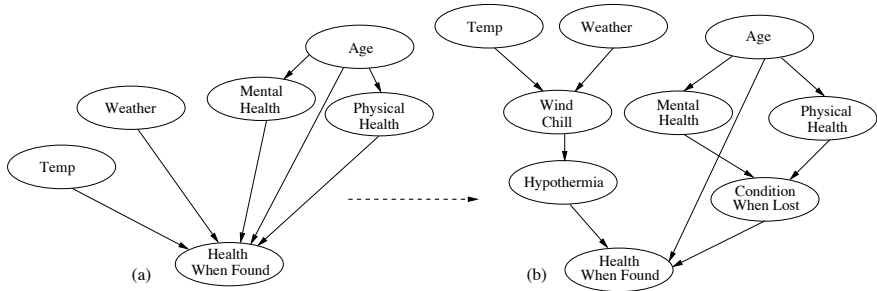 Age
Mental
Health
Physical
Health
Weather
Temp
Health
When Found
(a)
Temp
Weather
Age
Wind
Chill
Mental
Health
Physical
Health
Hypothermia
Condition
When Lost
Health
When Found
(b)